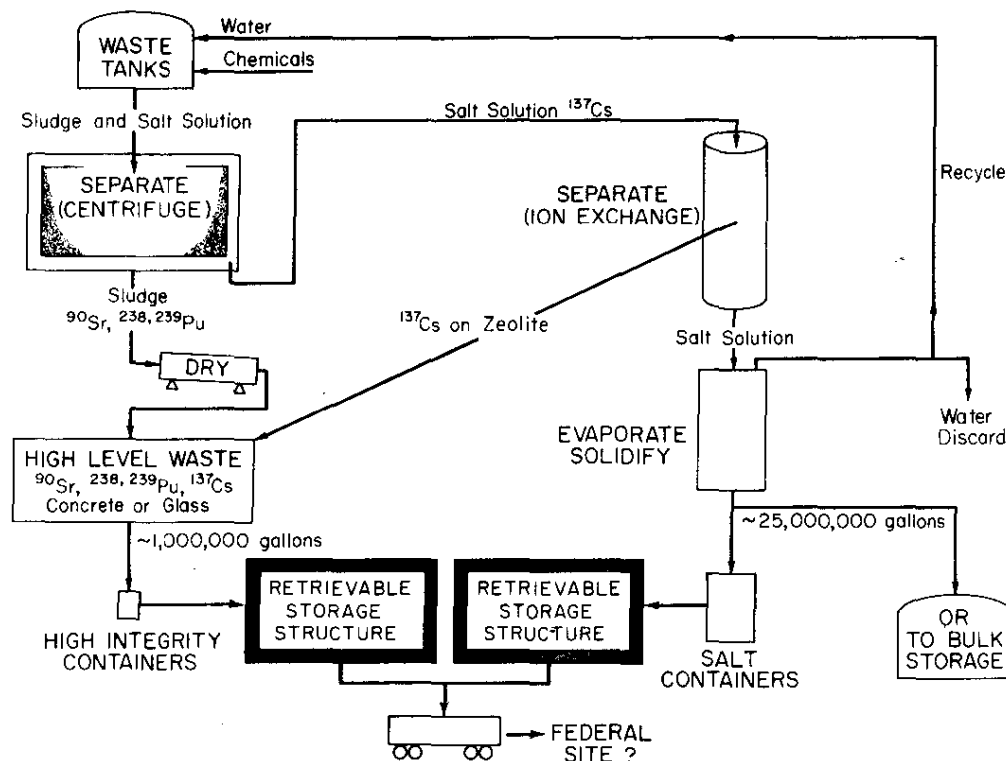 WASTE
TANKS
Water
Chemicals
Sludge and Salt Solution
Salt Solution ¹³⁷Cs
SEPARATE
(CENTRIFUGE)
SEPARATE
(ION EXCHANGE)
Recycle
Sludge
⁹⁰Sr, ²³⁸,²³⁹Pu
¹³⁷Cs on Zeolite
Salt Solution
DRY
Water
Discard
EVAPORATE
SOLIDIFY
HIGH LEVEL WASTE
⁹⁰Sr, ²³⁸,²³⁹Pu, ¹³⁷Cs
Concrete or Glass
~1,000,000 gallons
~25,000,000 gallons
RETRIEVABLE
STORAGE
STRUCTURE
RETRIEVABLE
STORAGE
STRUCTURE
HIGH INTEGRITY
CONTAINERS
SALT
CONTAINERS
OR
TO BULK
STORAGE
FEDERAL
SITE ?